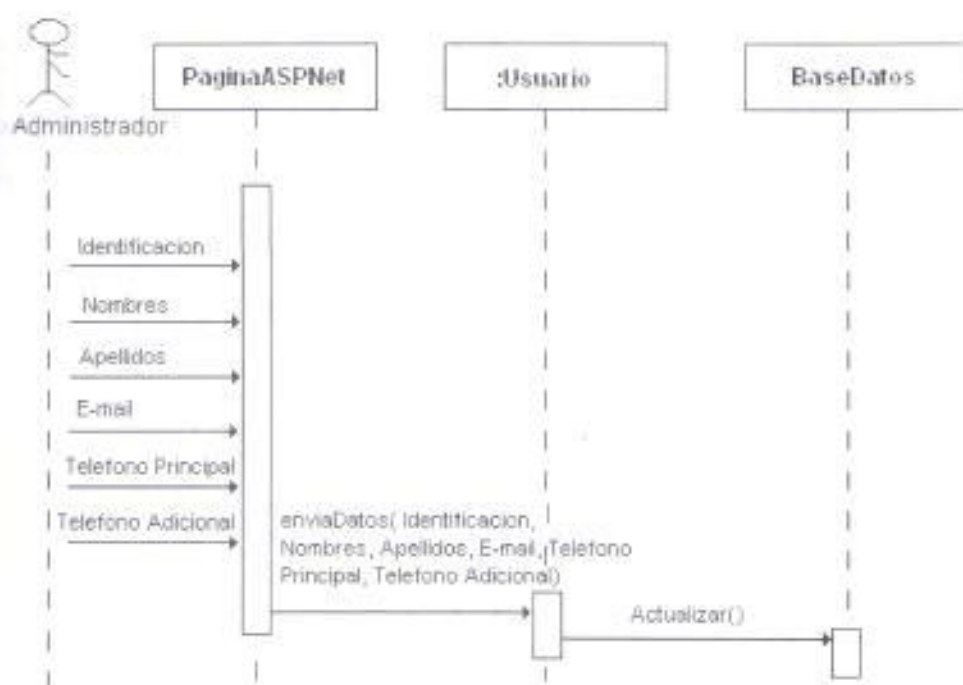 PaginaASPNet
:Usuario
BaseDatos
Administrador
Identificacion
Nombres
Apellidos
E-mail
Telefono Principal
Telefono Adicional
enviaDatos( Identificacion,
Nombres, Apellidos, E-mail, Telefono
Principal, Telefono Adicional)
Actualizar()